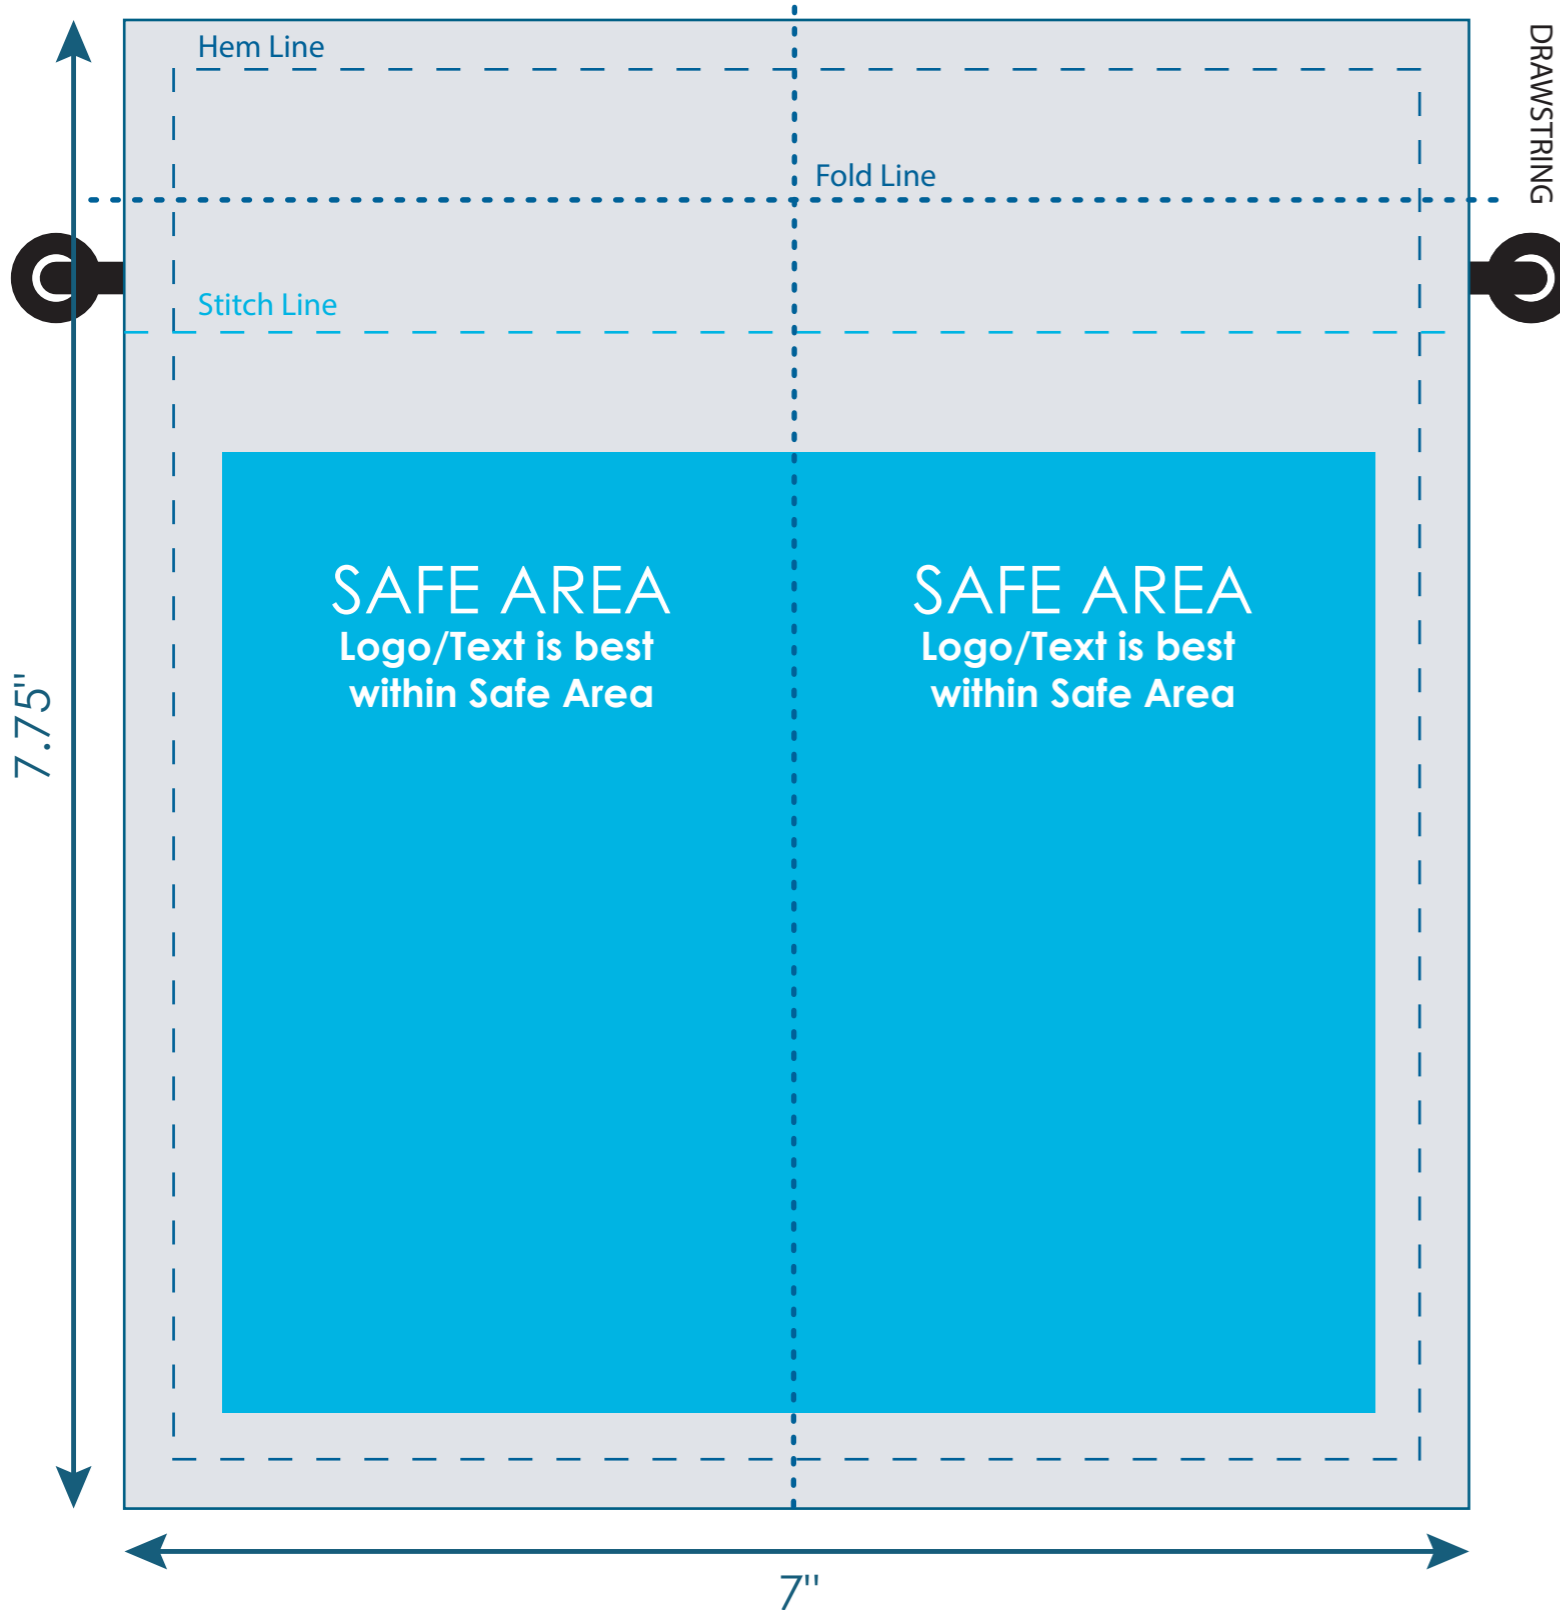 Hem Line
DRAWSTRING
Fold Line
Stitch Line
SAFE AREA
Logo/Text is best
within Safe Area
SAFE AREA
Logo/Text is best
within Safe Area
7.75"
7"